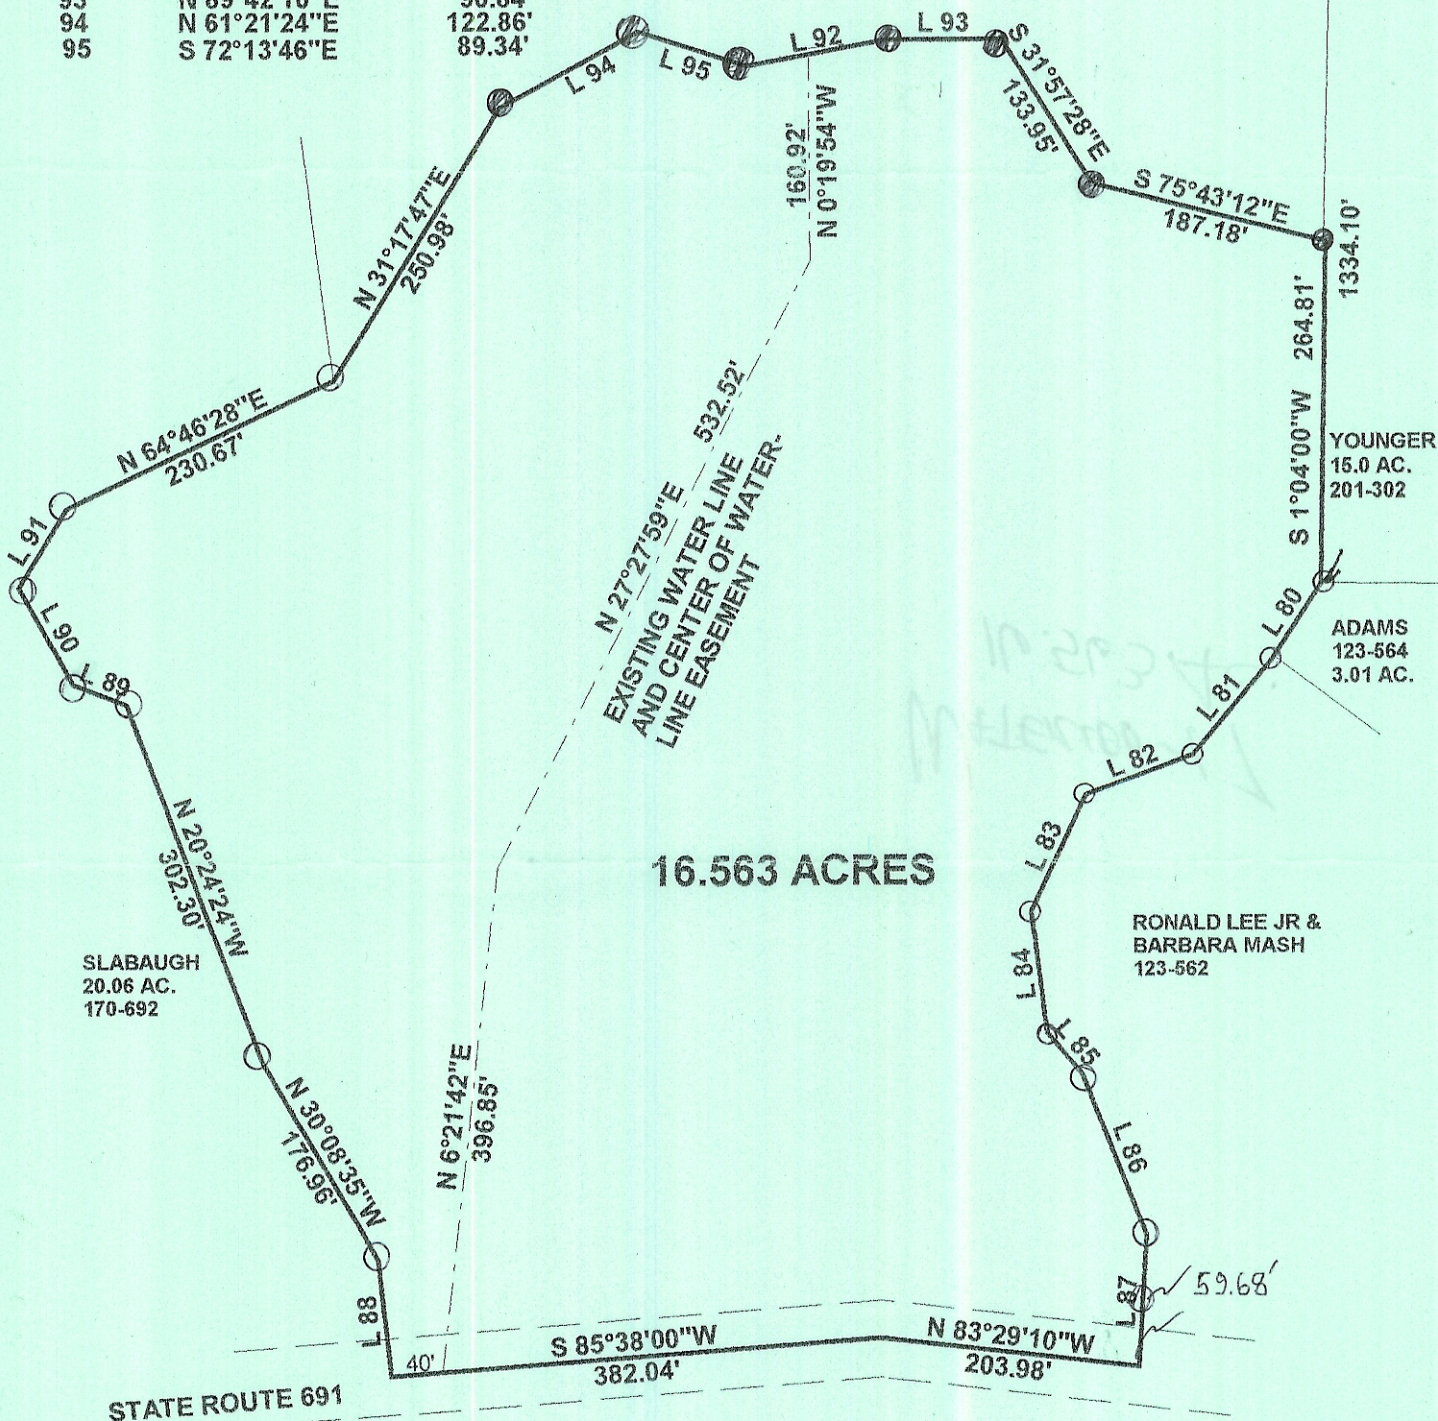 93 N 89°42'10"E 90.84'
94 N 61°21'24"E 122.86'
95 S 72°13'46"E 89.34'
L 94
L 95
L 92
L 93
S 31°57'28"E
133.95'
160.92'
N 0°19'54"W
S 75°43'12"E
187.18'
1334.10'
N 31°17'47"E
250.98'
264.81'
S 1°04'00"W
N 64°46'28"E
230.67'
532.52'
N 27°27'59"E
EXISTING WATER LINE
AND CENTER OF WATER-
LINE EASEMENT
YOUNGER
15.0 AC.
201-302
L 91
L 90
L 89
L 80
ADAMS
123-564
3.01 AC.
L 81
L 82
L 83
N 20°24'24"W
302.30'
16.563 ACRES
SLABAUGH
20.06 AC.
170-692
RONALD LEE JR &
BARBARA MASH
123-562
L 84
L 85
L 86
N 6°21'42"E
396.85'
N 30°08'35"W
176.96'
L 87
59.68'
L 88
40'
S 85°38'00"W
382.04'
N 83°29'10"W
203.98'
STATE ROUTE 691